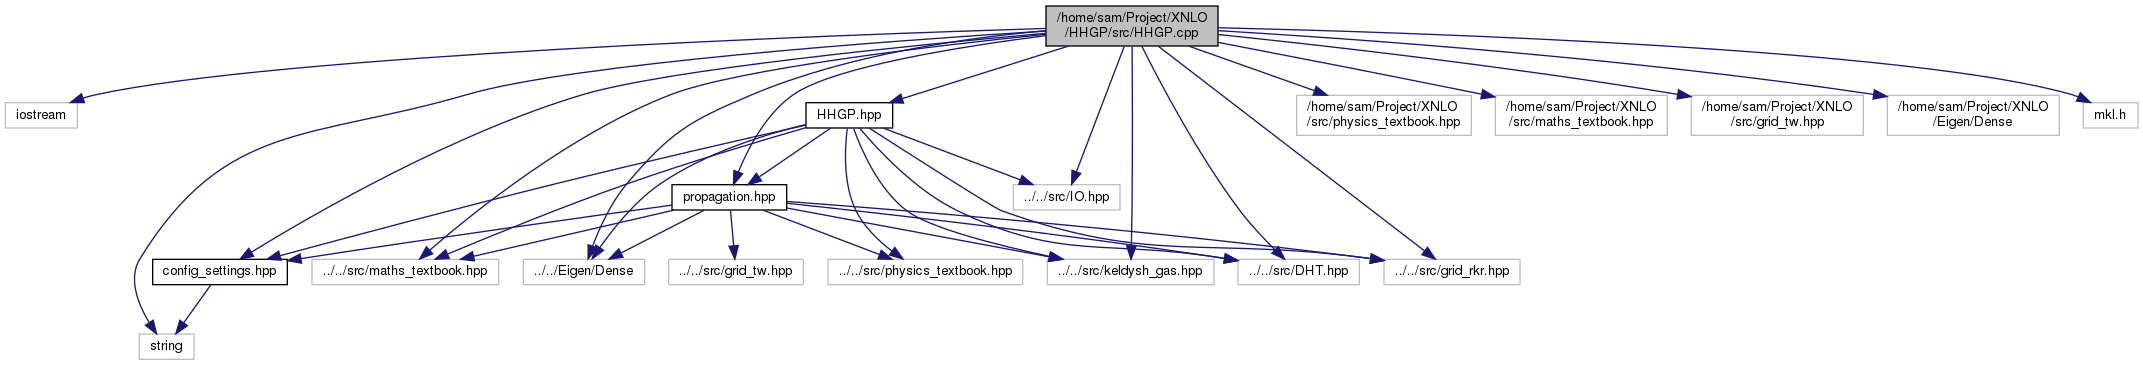 /home/sam/Project/XNLO
/HHGP/src/HHGP.cpp
iostream
HHGP.hpp
/home/sam/Project/XNLO
/src/physics_textbook.hpp
/home/sam/Project/XNLO
/src/maths_textbook.hpp
/home/sam/Project/XNLO
/src/grid_tw.hpp
/home/sam/Project/XNLO
/Eigen/Dense
mkl.h
propagation.hpp
../../src/IO.hpp
config_settings.hpp
../../src/maths_textbook.hpp
../../Eigen/Dense
../../src/grid_tw.hpp
../../src/physics_textbook.hpp
../../src/keldysh_gas.hpp
../../src/DHT.hpp
../../src/grid_rkr.hpp
string